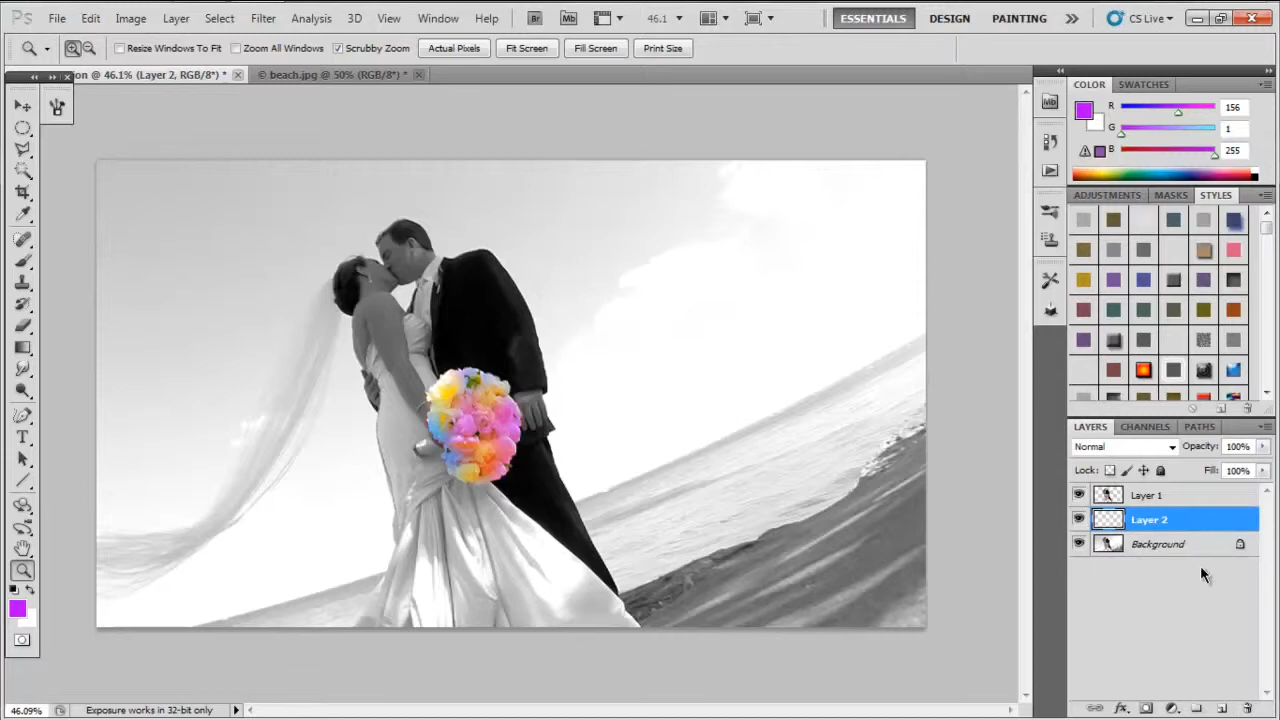 Ps File Edit Image Layer Select Filter Analysis 3D View Window Help Br Mb 46.1 ESSENTIALS DESIGN PAINTING CS Live
Resize Windows To Fit Zoom All Windows Scrubby Zoom Actual Pixels Fit Screen Fill Screen Print Size
on @ 46.1% (Layer 2, RGB/8*) * © beach.jpg @ 50% (RGB/8*) *
Mb
COLOR SWATCHES
R 156
G 1
B 255
ADJUSTMENTS MASKS STYLES
LAYERS CHANNELS PATHS
Normal Opacity: 100%
Lock: Fill: 100%
Layer 1
Layer 2
Background
T
fx
46.09% Exposure works in 32-bit only